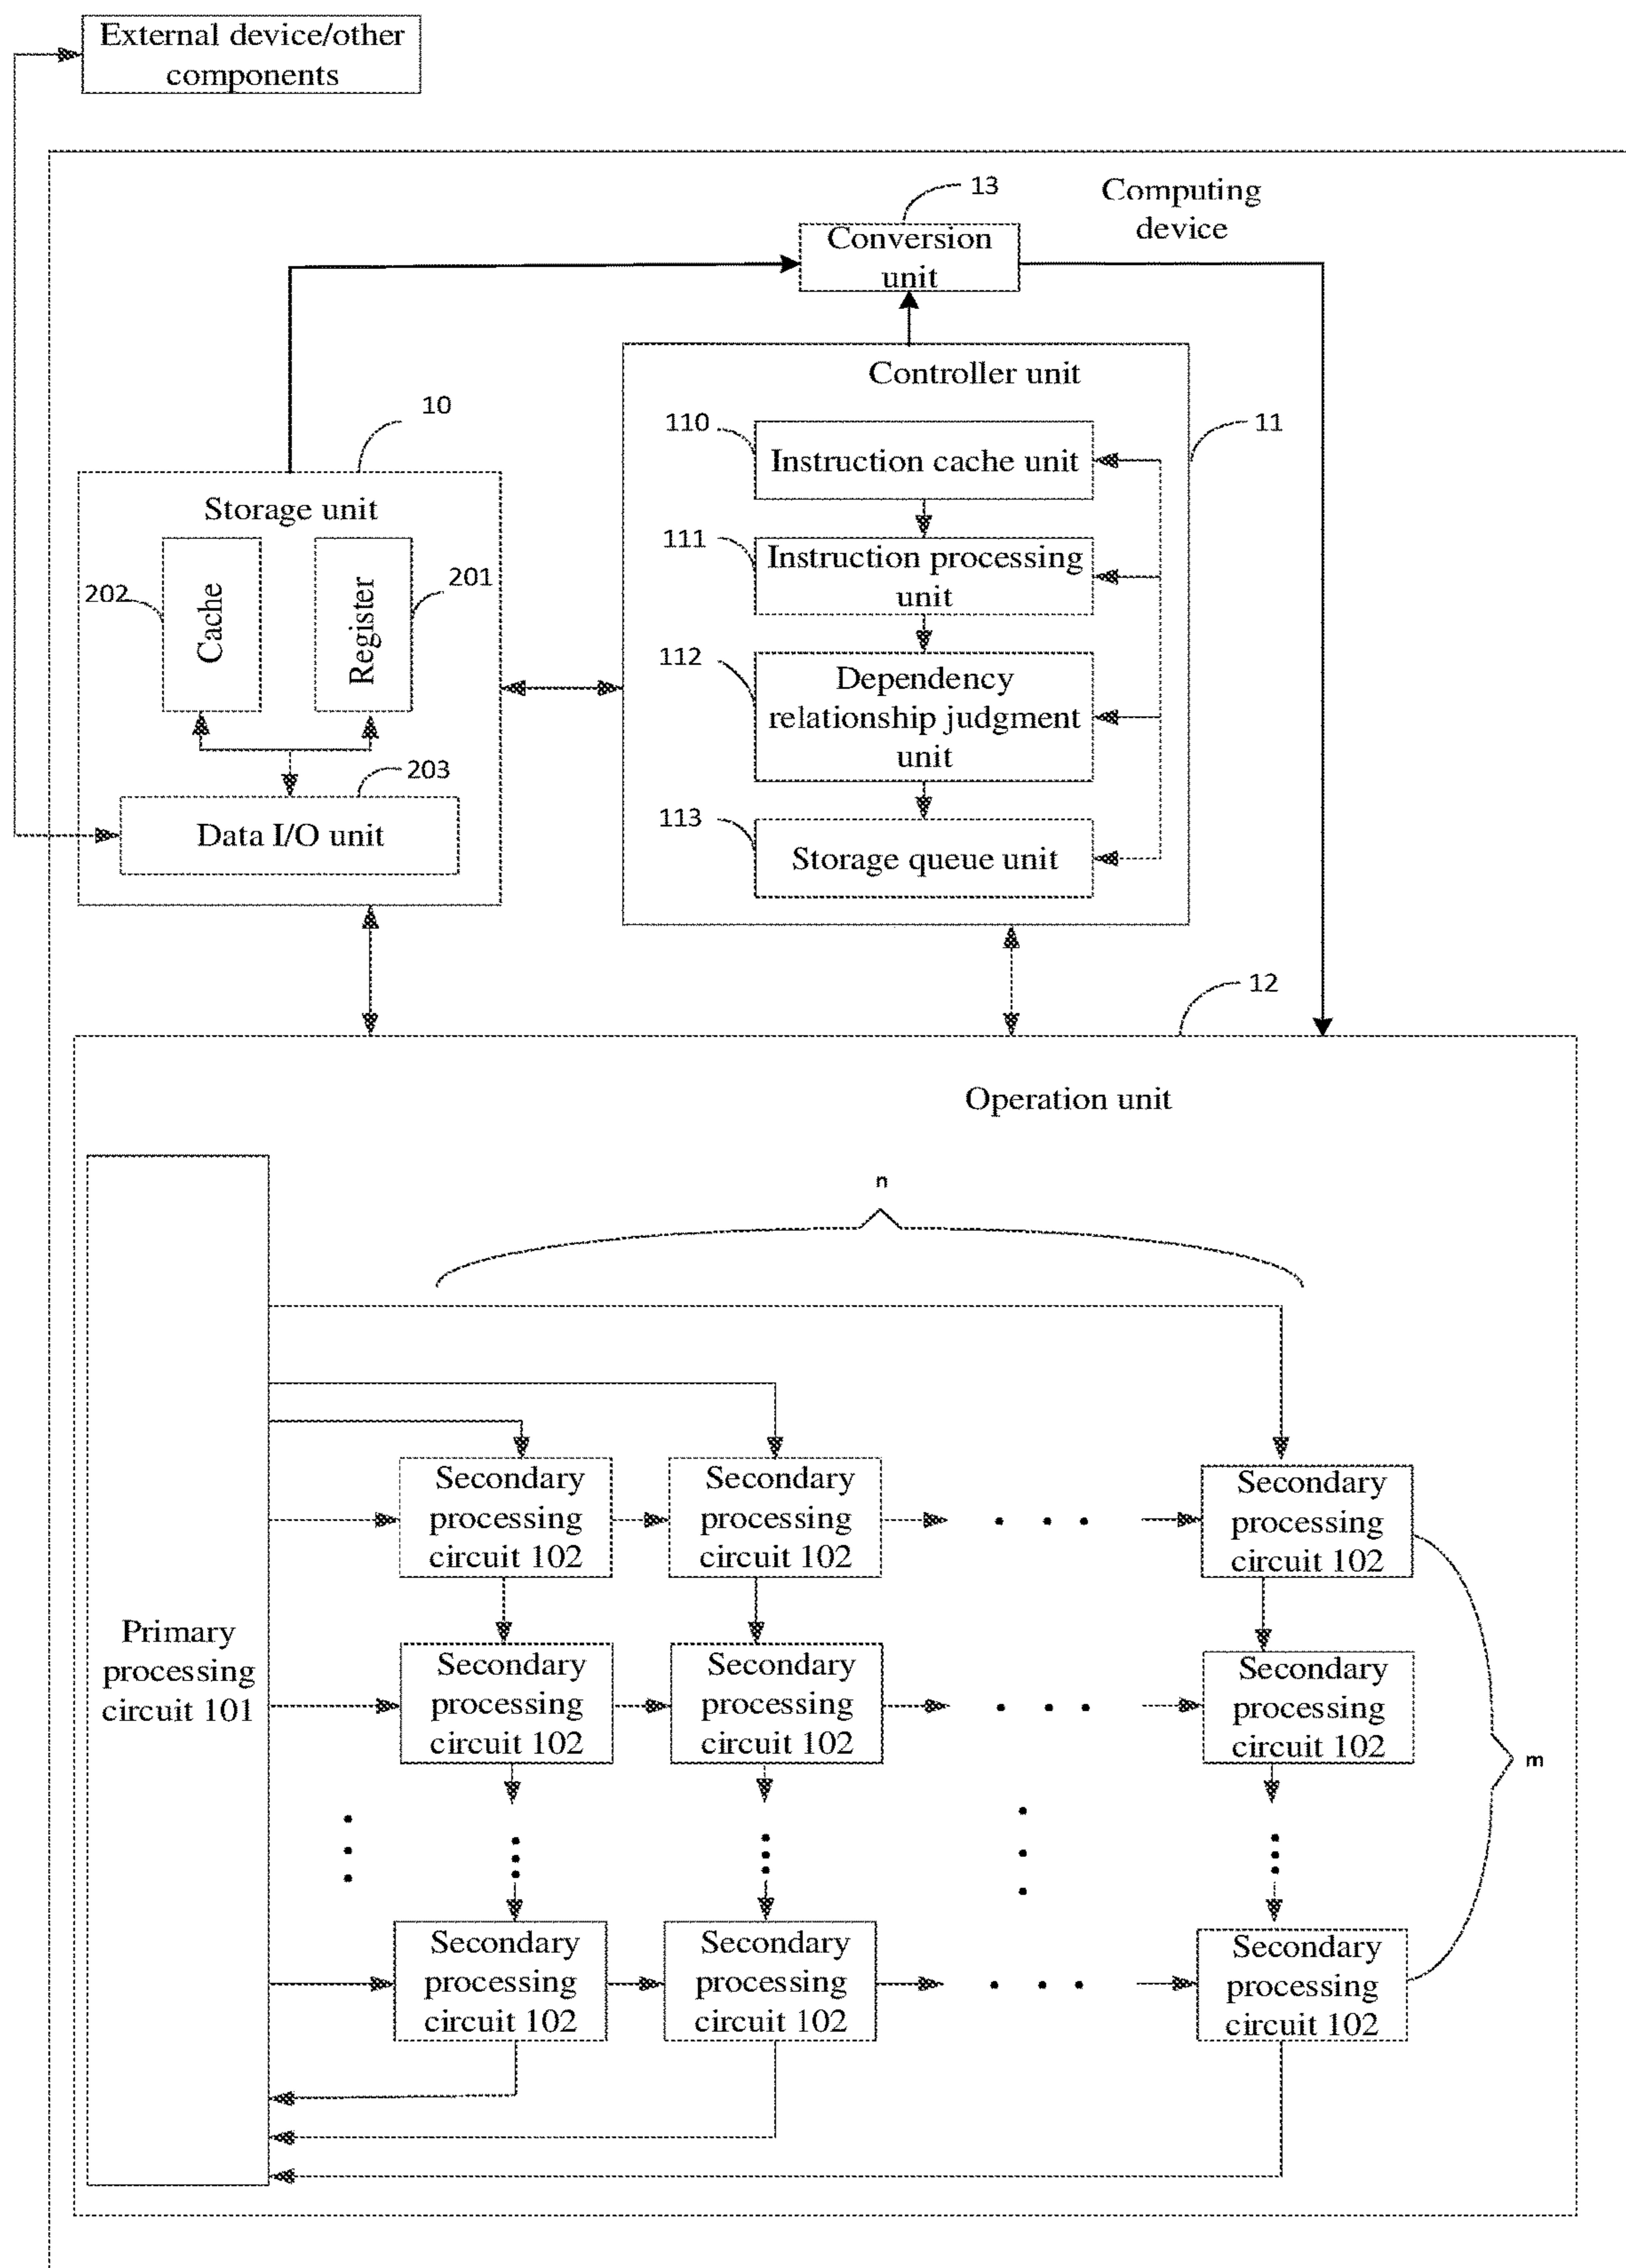 External device/other
components
13
Computing
device
Conversion
unit
Controller unit
10
110
11
Instruction cache unit
Storage unit
111
Instruction processing
unit
202
Cache
Register
201
112
Dependency
relationship judgment
unit
203
Data I/O unit
113
Storage queue unit
12
Operation unit
n
Primary
processing
circuit 101
Secondary
processing
circuit 102
Secondary
processing
circuit 102
Secondary
processing
circuit 102
Secondary
processing
circuit 102
Secondary
processing
circuit 102
Secondary
processing
circuit 102
m
Secondary
processing
circuit 102
Secondary
processing
circuit 102
Secondary
processing
circuit 102